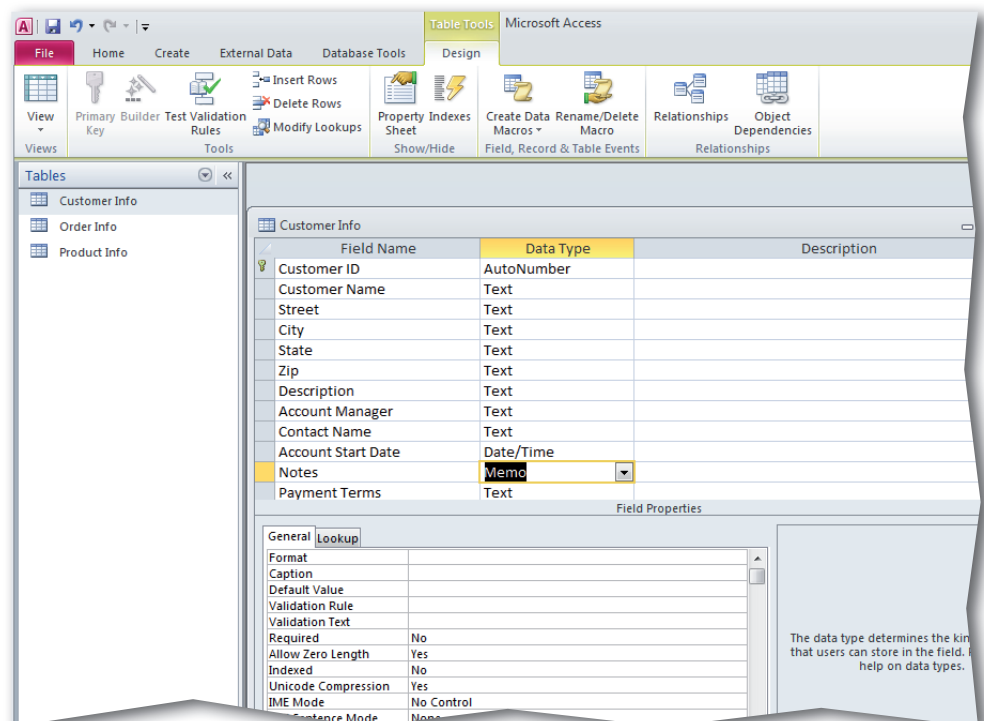 Table Tools Microsoft Access
File Home Create External Data Database Tools Design
View
Primary Key
Builder
Test Validation Rules
Insert Rows
Delete Rows
Modify Lookups
Property Sheet
Indexes
Create Data Macros
Rename/Delete Macro
Relationships
Object Dependencies
Views Tools Show/Hide Field, Record & Table Events Relationships
Tables
Customer Info
Order Info
Product Info
Customer Info
Field Name Data Type Description
Customer ID AutoNumber
Customer Name Text
Street Text
City Text
State Text
Zip Text
Description Text
Account Manager Text
Contact Name Text
Account Start Date Date/Time
Notes Memo
Payment Terms Text
Field Properties
General Lookup
Format
Caption
Default Value
Validation Rule
Validation Text
Required No
Allow Zero Length Yes
Indexed No
Unicode Compression Yes
IME Mode No Control
Sentence Mode None
The data type determines the kin
that users can store in the field.
help on data types.